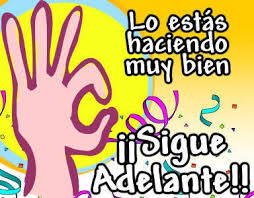 Lo estás
haciendo
muy bien
¡¡Sigue
Adelante!!